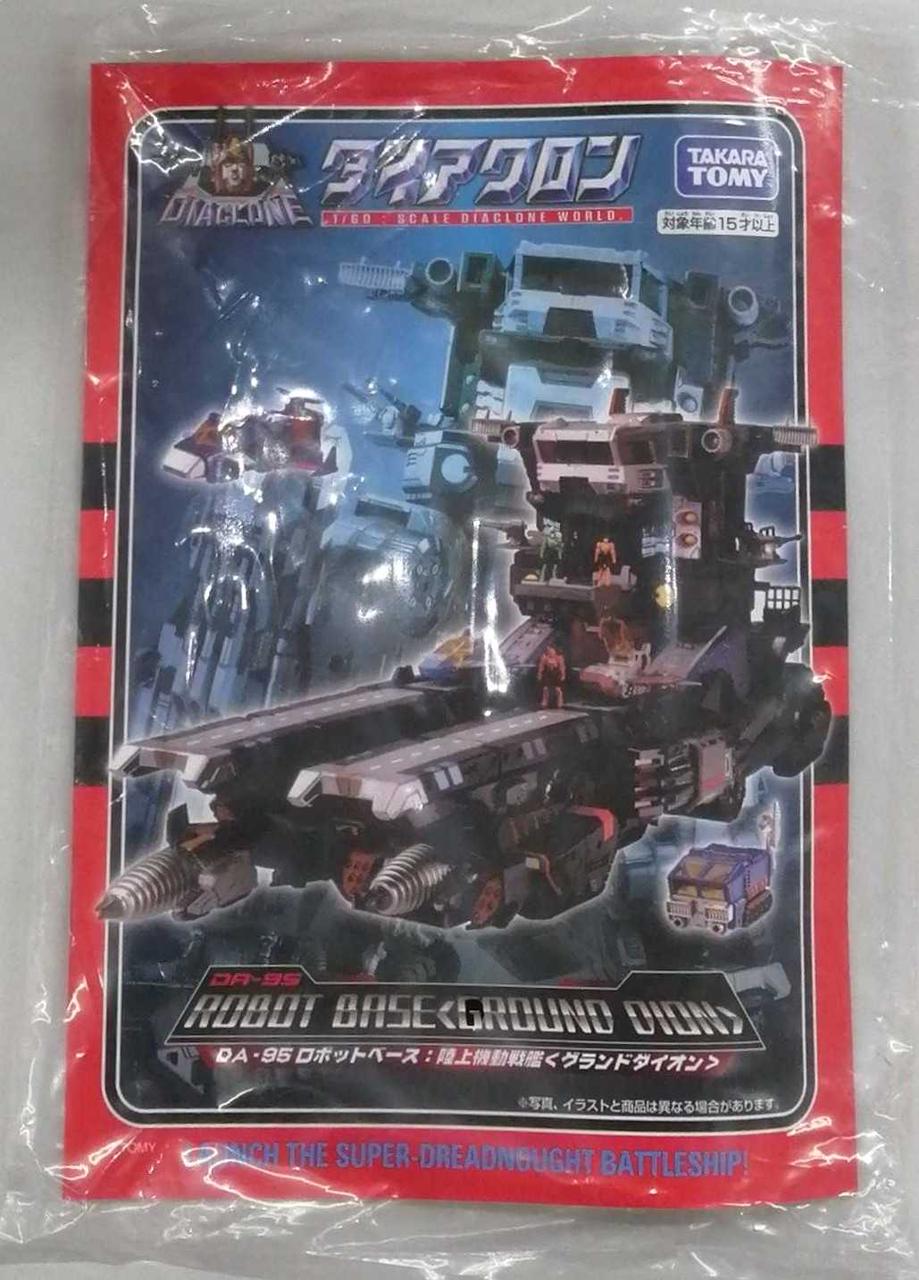 DIACLONE
ダイアクロン
1/60 : SCALE DIACLONE WORLD.
TAKARA
TOMY
対象年齢15才以上
DA-95
ROBOT BASE<GROUND DION>
DA-95 ロボットベース:陸上機動戦艦<グランドダイオン>
※写真、イラストと商品は異なる場合があります。
TOMY
THE SUPER-DREADNOUGHT BATTLESHIP!